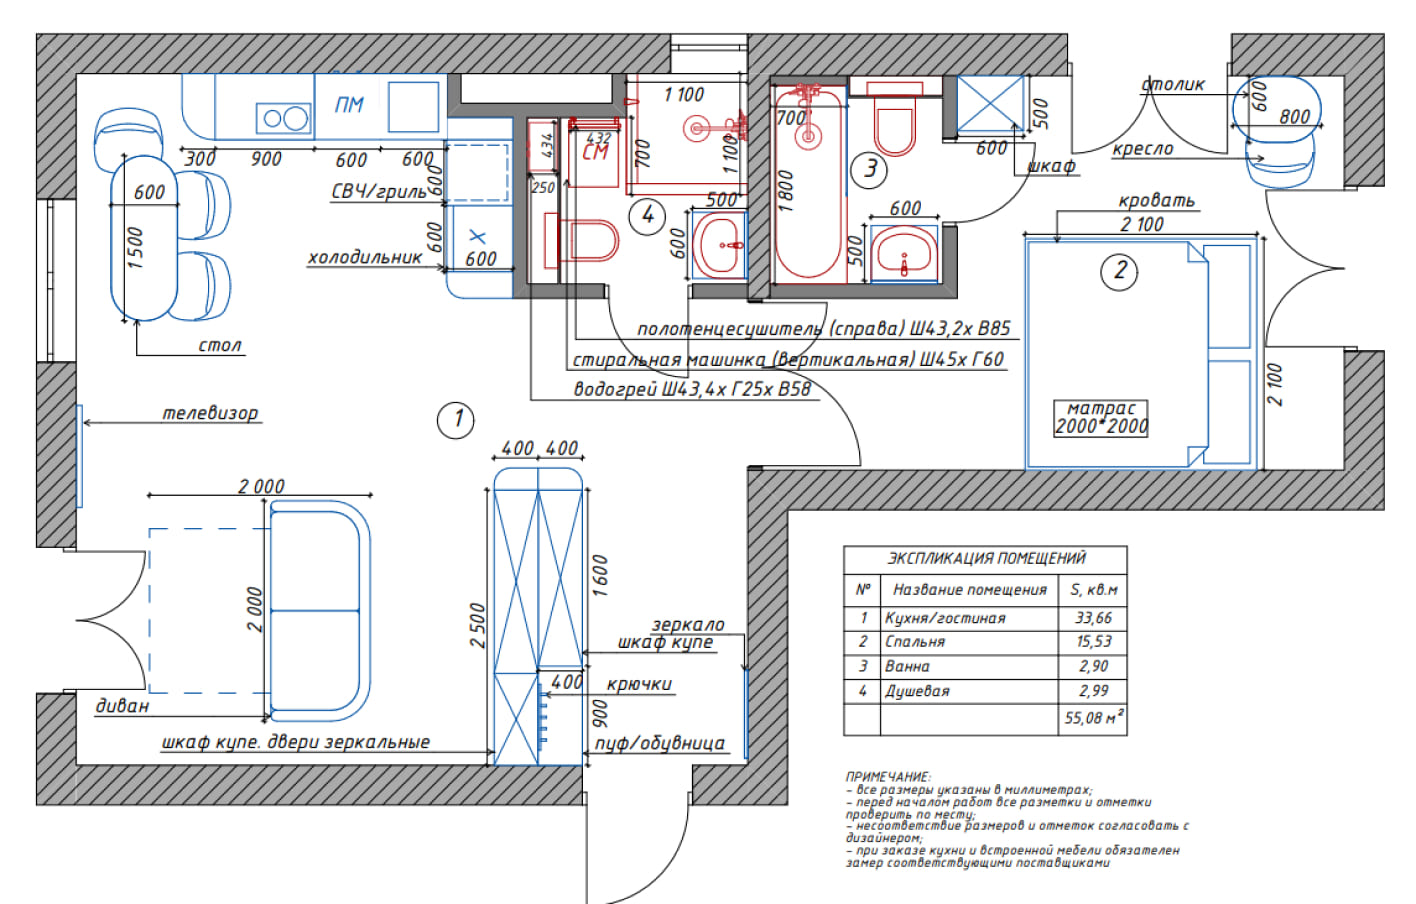 ПМ
300
900
600
600
СВЧ/гриль
600
600
600
Х
холодильник
600
1 500
стол
телевизор
1
2 000
2 000
диван
400
400
2 500
1 600
400
900
крючки
шкаф купе
зеркало
пуф/обувница
шкаф купе. двери зеркальные
434
250
432
СМ
700
1 100
1 100
4
500
600
полотенцесушитель (справа) Ш43,2х В85
стиральная машинка (вертикальная) Ш45х Г60
водогрей Ш43,4х Г25х В58
700
1 800
3
600
500
600
500
шкаф
столик
600
800
кресло
кровать
2 100
2
2 100
матрас
2000*2000
ЭКСПЛИКАЦИЯ ПОМЕЩЕНИЙ
№ Название помещения S, кв.м
1 Кухня/гостиная 33,66
2 Спальня 15,53
3 Ванна 2,90
4 Душевая 2,99
55,08 м²
ПРИМЕЧАНИЕ:
– все размеры указаны в миллиметрах;
– перед началом работ все разметки и отметки
проверить по месту;
– несоответствие размеров и отметок согласовать с
дизайнером;
– при заказе кухни и встроенной мебели обязателен
замер соответствующими поставщиками